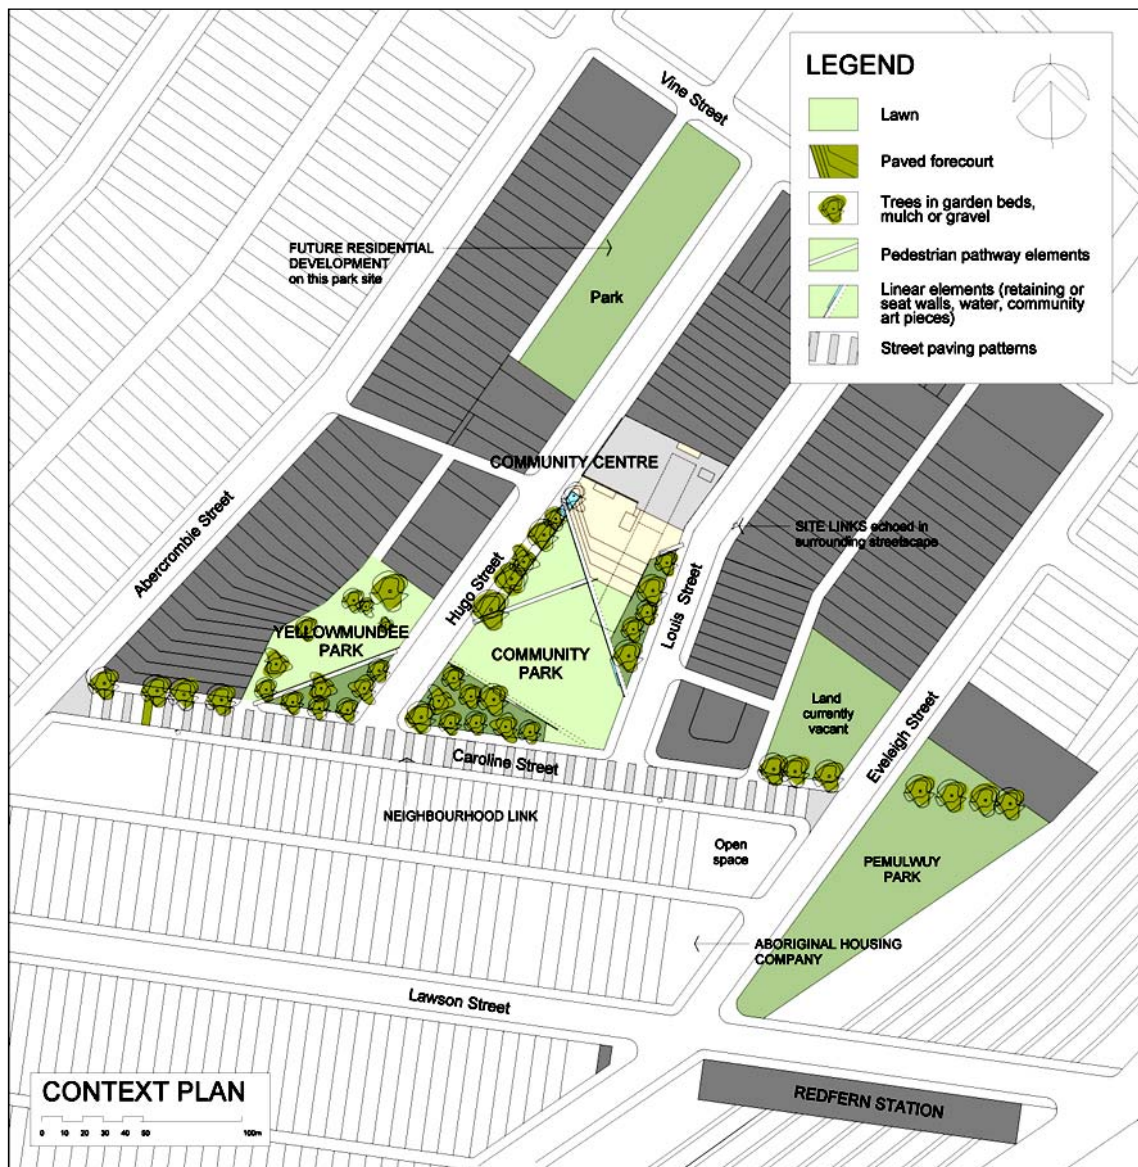 Vine Street
LEGEND
Lawn
Paved forecourt
Trees in garden beds,
mulch or gravel
Pedestrian pathway elements
Linear elements (retaining or
seat walls, water, community
art pieces)
Street paving patterns
FUTURE RESIDENTIAL
DEVELOPMENT
on this park site
Park
COMMUNITY CENTRE
Abercrombie Street
SITE LINKS echoed in
surrounding streetscape
Hugo Street
Louis Street
YELLOWMUNDEE
PARK
COMMUNITY
PARK
Land
currently
vacant
Eveleigh Street
Caroline Street
NEIGHBOURHOOD LINK
Open
space
PEMULWUY
PARK
ABORIGINAL HOUSING
COMPANY
Lawson Street
REDFERN STATION
CONTEXT PLAN
0 10 20 30 40 50 100m